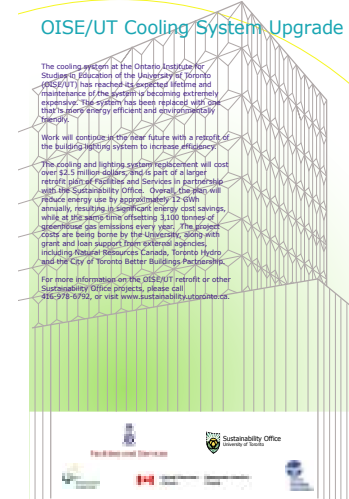 OISE/UT Cooling System Upgrade
The cooling system at the Ontario Institute for
Studies in Education of the University of Toronto
(OISE/UT) has reached its expected lifetime and
maintenance of the system is becoming extremely
expensive. The system has been replaced with one
that is more energy efficient and environmentally
friendly.
Work will continue in the near future with a retrofit of
the building lighting system to increase efficiency.
The cooling and lighting system replacement will cost
over $2.5 million dollars, and is part of a larger
retrofit plan of Facilities and Services in partnership
with the Sustainability Office. Overall, the plan will
reduce energy use by approximately 12 GWh
annually, resulting in significant energy cost savings,
while at the same time offsetting 3,100 tonnes of
greenhouse gas emissions every year. The project
costs are being borne by the University, along with
grant and loan support from external agencies,
including Natural Resources Canada, Toronto Hydro
and the City of Toronto Better Buildings Partnership.
For more information on the OISE/UT retrofit or other
Sustainability Office projects, please call
416-978-6792, or visit www.sustainability.utoronto.ca.
Sustainability Office
University of Toronto
Facilities and Services